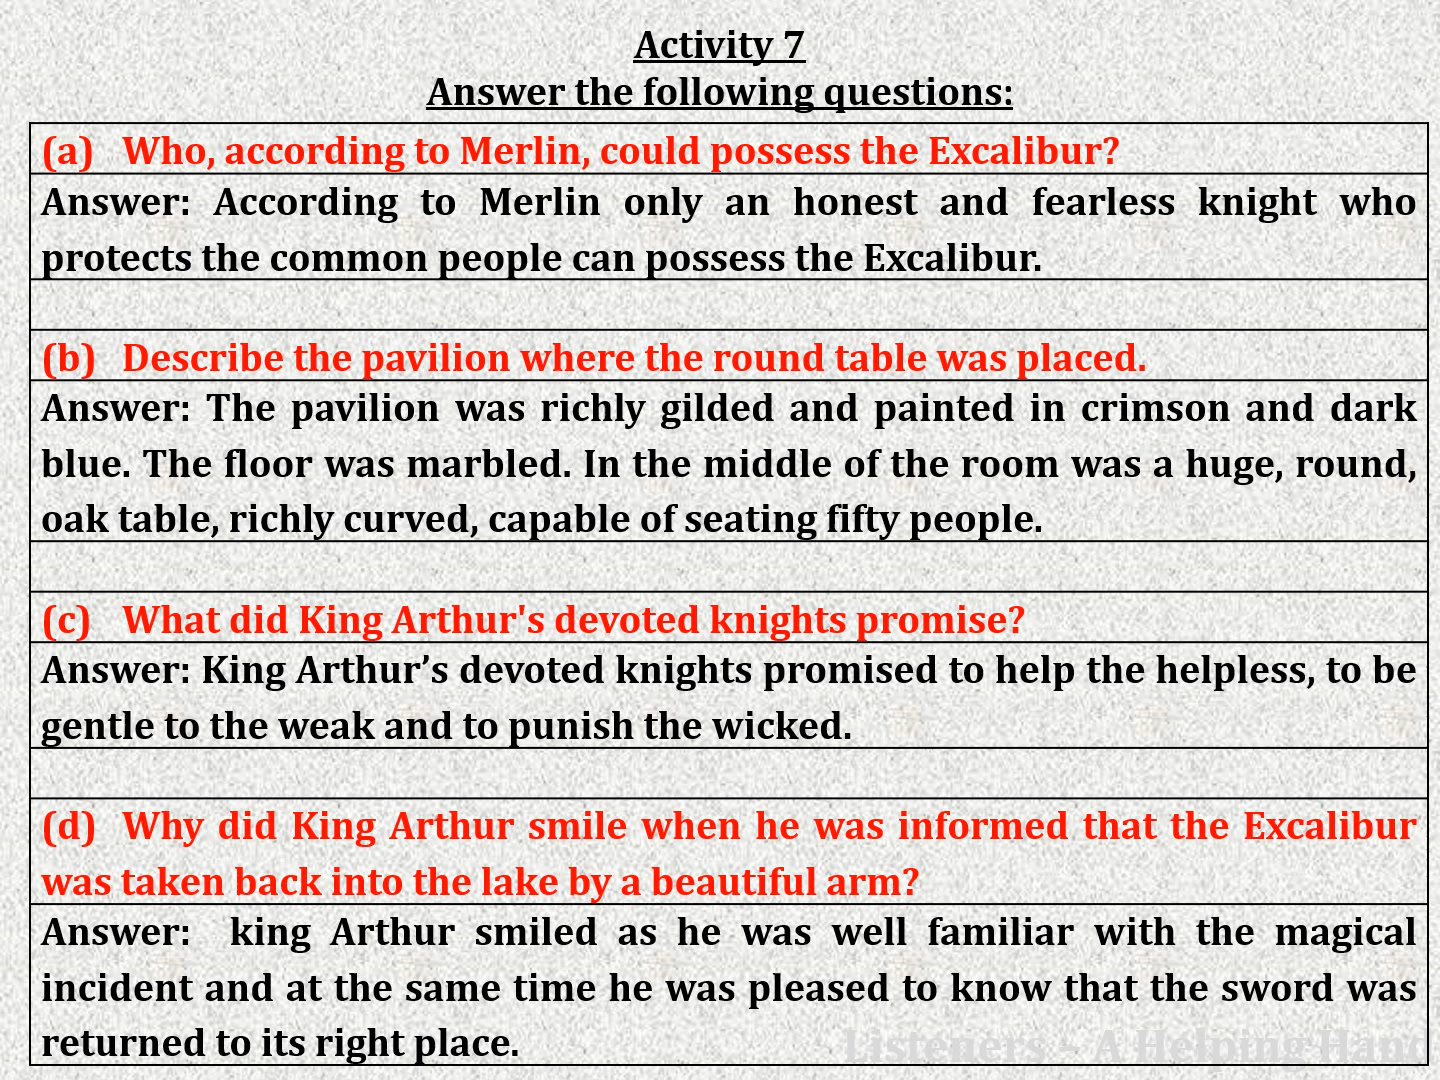 Activity 7
Answer the following questions:
(a) Who, according to Merlin, could possess the Excalibur?
Answer: According to Merlin only an honest and fearless knight who
protects the common people can possess the Excalibur.
(b) Describe the pavilion where the round table was placed.
Answer: The pavilion was richly gilded and painted in crimson and dark
blue. The floor was marbled. In the middle of the room was a huge, round,
oak table, richly curved, capable of seating fifty people.
(c) What did King Arthur's devoted knights promise?
Answer: King Arthur’s devoted knights promised to help the helpless, to be
gentle to the weak and to punish the wicked.
(d) Why did King Arthur smile when he was informed that the Excalibur
was taken back into the lake by a beautiful arm?
Answer: king Arthur smiled as he was well familiar with the magical
incident and at the same time he was pleased to know that the sword was
returned to its right place.
Listeners – A Helping Hand